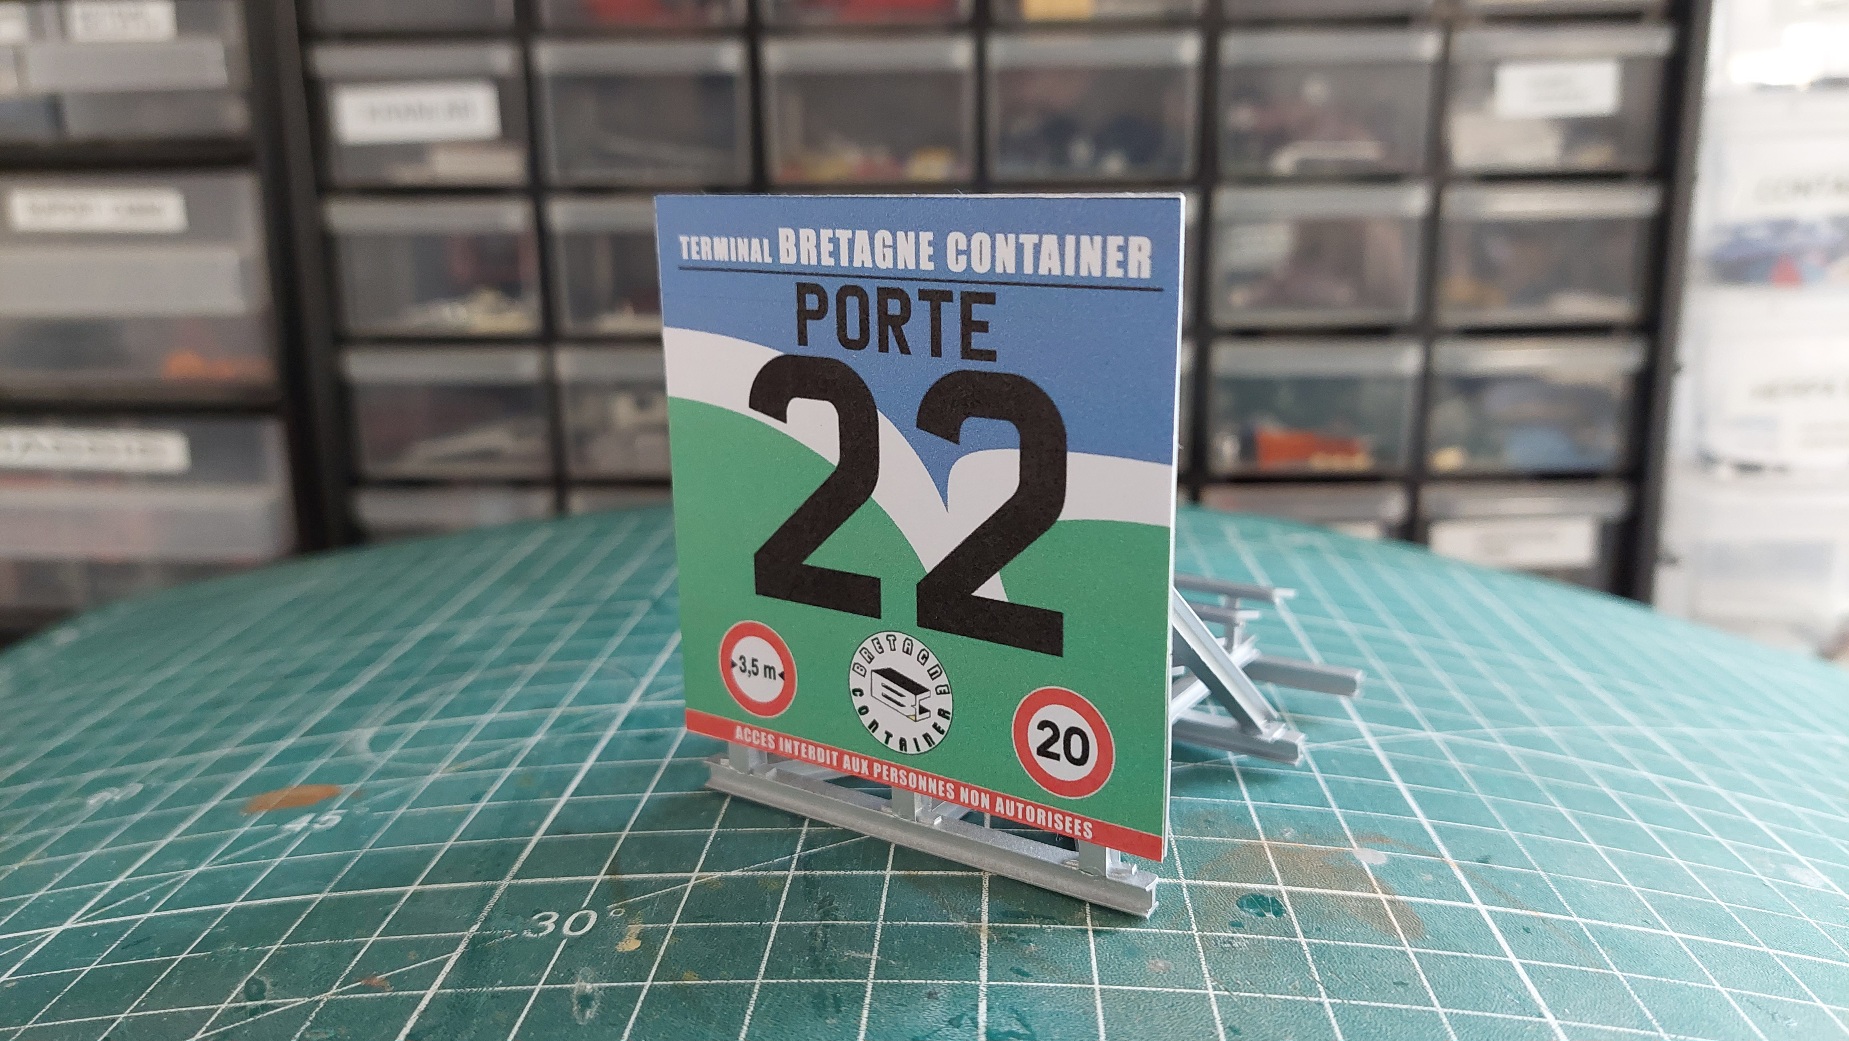 TERMINAL BRETAGNE CONTAINER
PORTE
22
3,5 m
BRETAGNE
CONTAINER
20
ACCES INTERDIT AUX PERSONNES NON AUTORISEES
30°
45